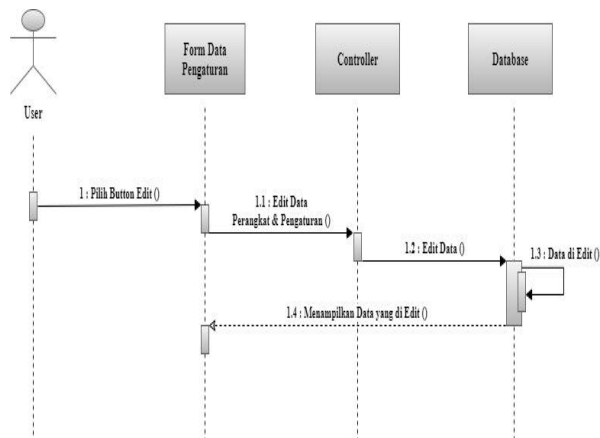 Form Data
Pengaturan
Controller
Database
User
1 : Pilih Button Edit ()
1.1 : Edit Data
Perangkat & Pengaturan ()
1.2 : Edit Data ()
1.3 : Data di Edit ()
1.4 : Menampilkan Data yang di Edit ()